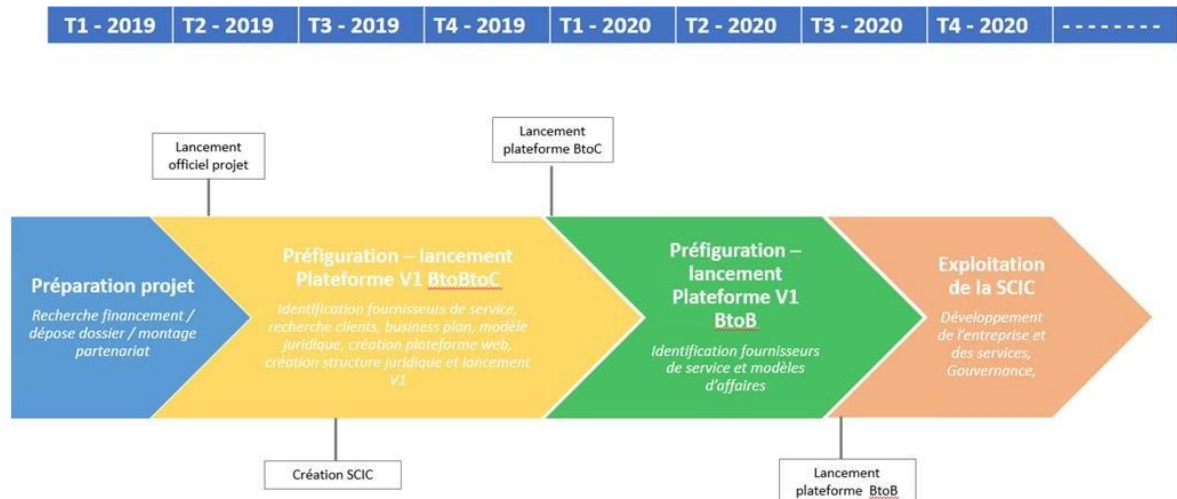 T1 - 2019 T2 - 2019 T3 - 2019 T4 - 2019 T1 - 2020 T2 - 2020 T3 - 2020 T4 - 2020 - - - - - - - -
Lancement
officiel projet
Lancement
plateforme BtoC
Préparation projet
Recherche financement /
dépose dossier / montage
partenariat
Préfiguration – lancement
Plateforme V1 BtoBtoC
Identification fournisseurs de service,
recherche clients, business plan, modèle
juridique, création plateforme web,
création structure juridique et lancement
V1
Préfiguration –
lancement
Plateforme V1
BtoB
Identification fournisseurs
de service et modèles
d’affaires
Exploitation
de la SCIC
Développement
de l’entreprise et
des services,
Gouvernance,
Création SCIC
Lancement
plateforme BtoB